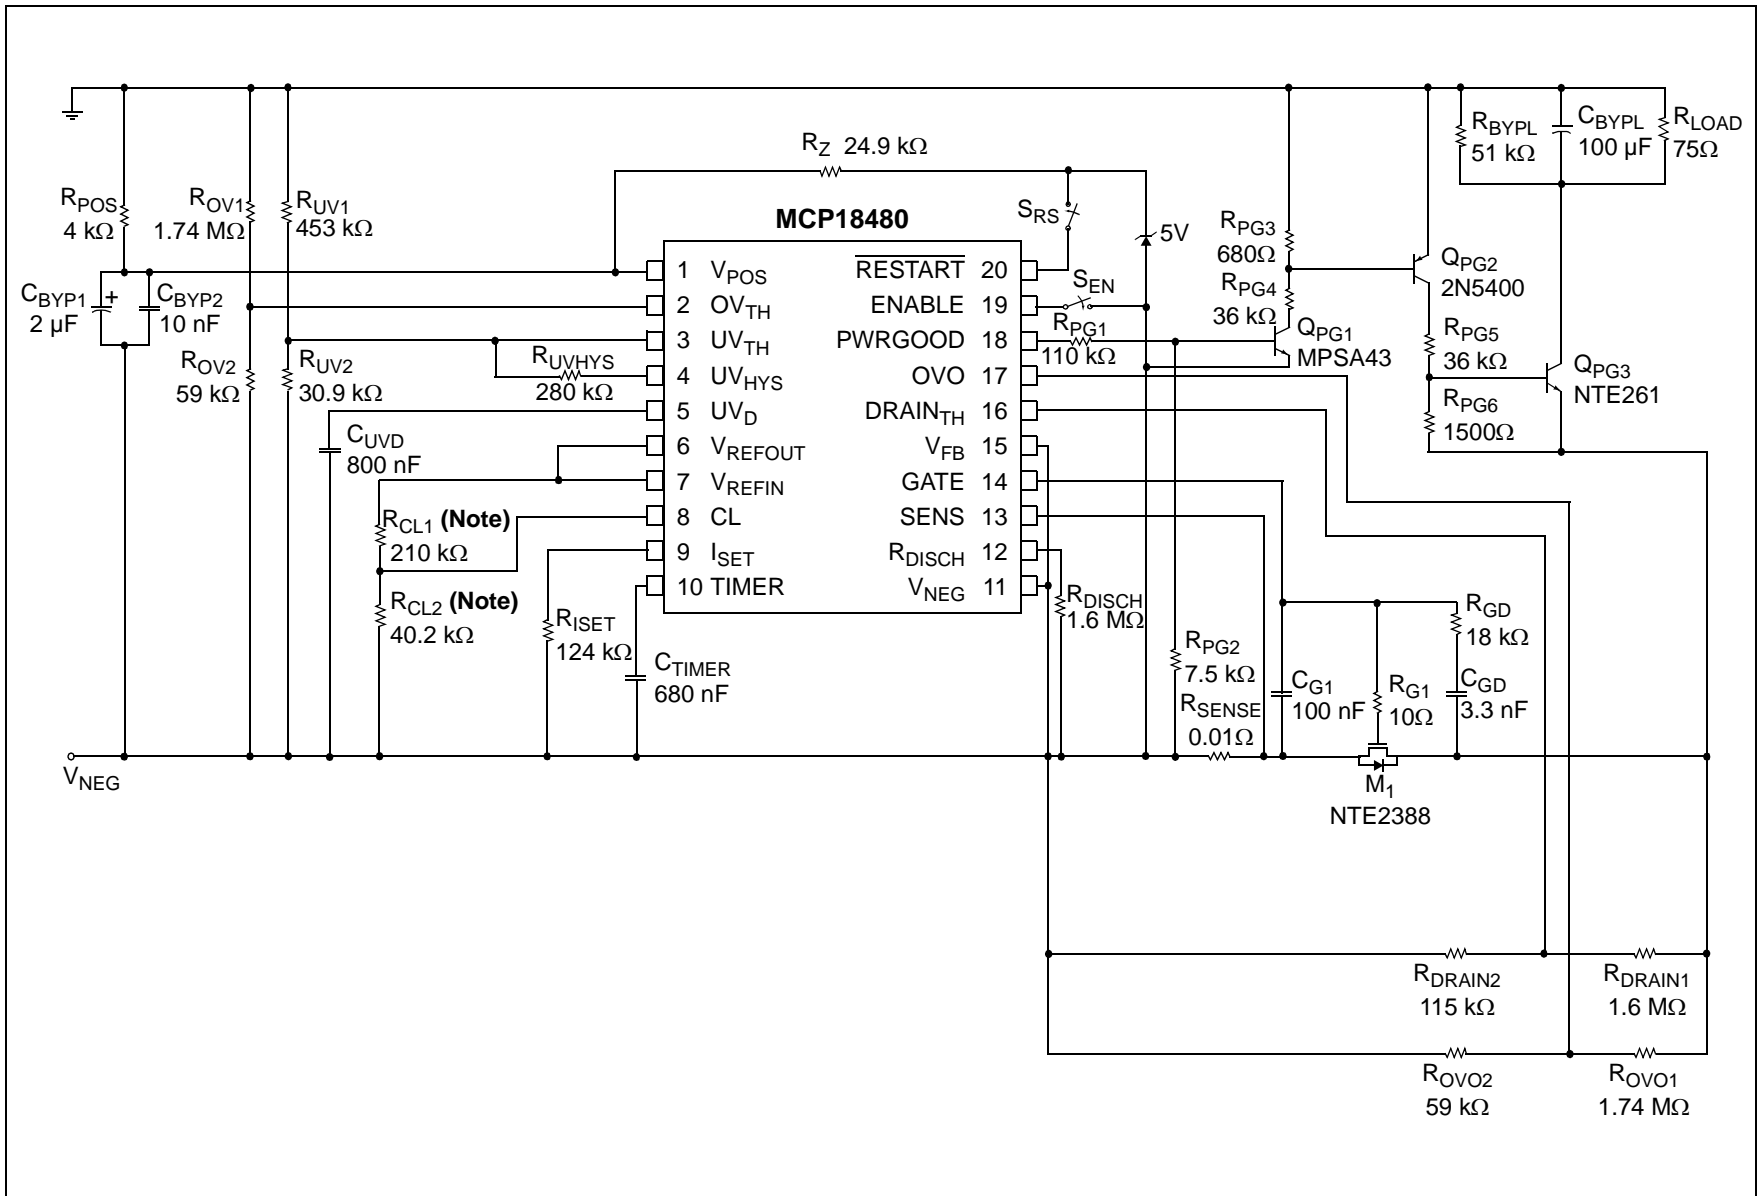 R_BYPL
51 kΩ
C_BYPL
100 µF
R_LOAD
75Ω
R_Z 24.9 kΩ
R_POS
4 kΩ
R_OV1
1.74 MΩ
R_UV1
453 kΩ
MCP18480
S_RS
5V
R_PG3
680Ω
C_BYP1
+
2 µF
C_BYP2
10 nF
1 V_POS
2 OV_TH
3 UV_TH
4 UV_HYS
5 UV_D
6 V_REFOUT
7 V_REFIN
8 CL
9 I_SET
10 TIMER
RESTART 20
ENABLE 19
PWRGOOD 18
OVO 17
DRAIN_TH 16
V_FB 15
GATE 14
SENS 13
R_DISCH 12
V_NEG 11
S_EN
R_PG1
110 kΩ
R_PG4
36 kΩ
Q_PG1
MPSA43
Q_PG2
2N5400
R_PG5
36 kΩ
Q_PG3
NTE261
R_PG6
1500Ω
R_OV2
59 kΩ
R_UV2
30.9 kΩ
R_UVHYS
280 kΩ
C_UVD
800 nF
R_CL1 (Note)
210 kΩ
R_CL2 (Note)
40.2 kΩ
R_ISET
124 kΩ
C_TIMER
680 nF
R_DISCH
1.6 MΩ
R_PG2
7.5 kΩ
R_SENSE
0.01Ω
C_G1
100 nF
R_G1
10Ω
R_GD
18 kΩ
C_GD
3.3 nF
V_NEG
M_1
NTE2388
R_DRAIN2
115 kΩ
R_DRAIN1
1.6 MΩ
R_OVO2
59 kΩ
R_OVO1
1.74 MΩ